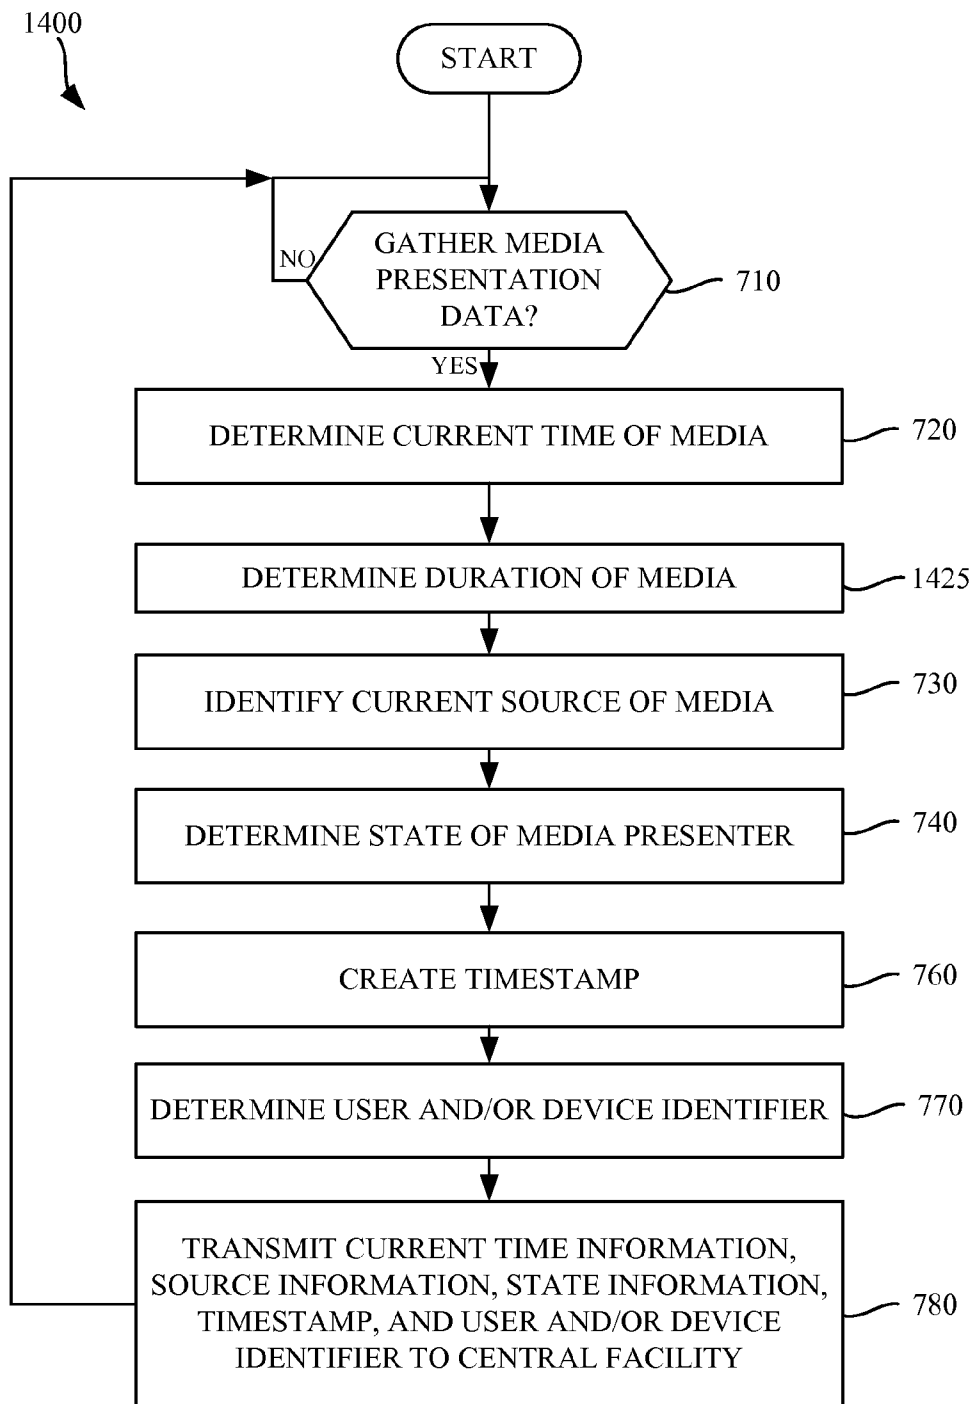 1400
START
GATHER MEDIA
PRESENTATION
DATA?
NO
710
YES
DETERMINE CURRENT TIME OF MEDIA
720
DETERMINE DURATION OF MEDIA
1425
IDENTIFY CURRENT SOURCE OF MEDIA
730
DETERMINE STATE OF MEDIA PRESENTER
740
CREATE TIMESTAMP
760
DETERMINE USER AND/OR DEVICE IDENTIFIER
770
TRANSMIT CURRENT TIME INFORMATION,
SOURCE INFORMATION, STATE INFORMATION,
TIMESTAMP, AND USER AND/OR DEVICE
IDENTIFIER TO CENTRAL FACILITY
780